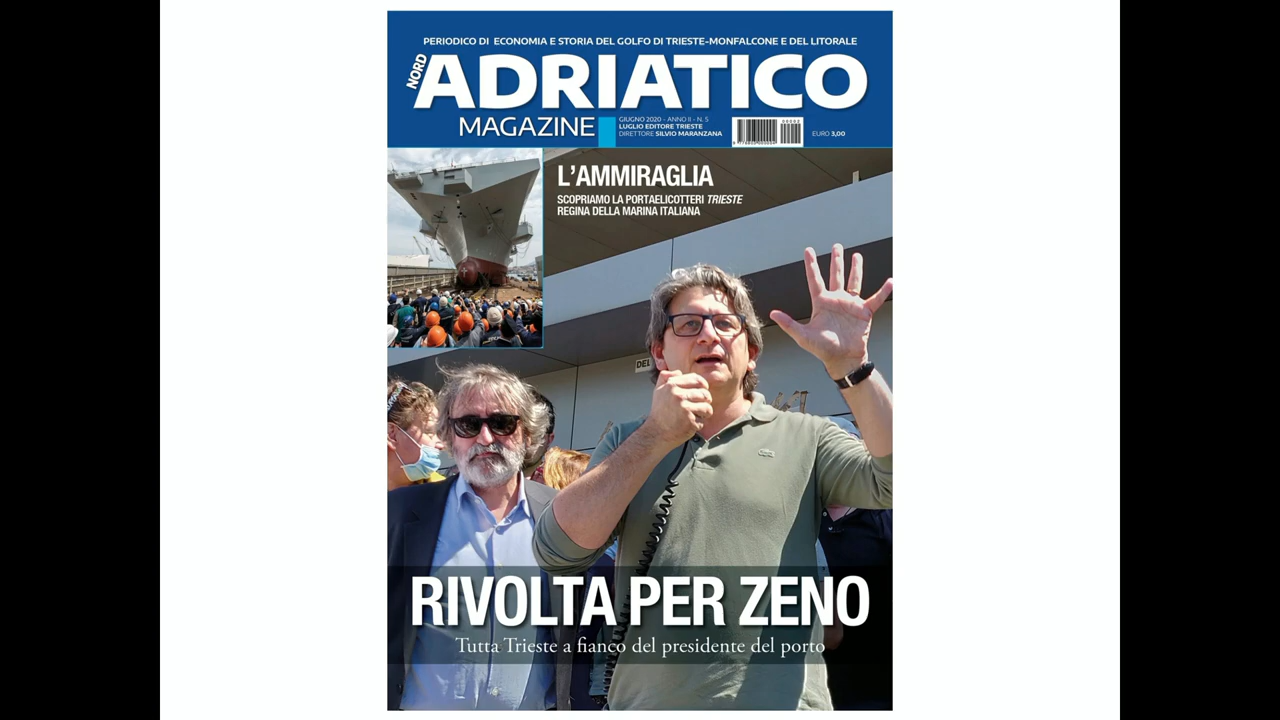 PERIODICO DI ECONOMIA E STORIA DEL GOLFO DI TRIESTE-MONFALCONE E DEL LITORALE
NORD
ADRIATICO
MAGAZINE
GIUGNO 2020 - ANNO II - N. 5
LUGLIO EDITORE TRIESTE
DIRETTORE SILVIO MARANZANA
EURO 3,00
L'AMMIRAGLIA
SCOPRIAMO LA PORTAELICOTTERI TRIESTE
REGINA DELLA MARINA ITALIANA
DEL
RIVOLTA PER ZENO
Tutta Trieste a fianco del presidente del porto